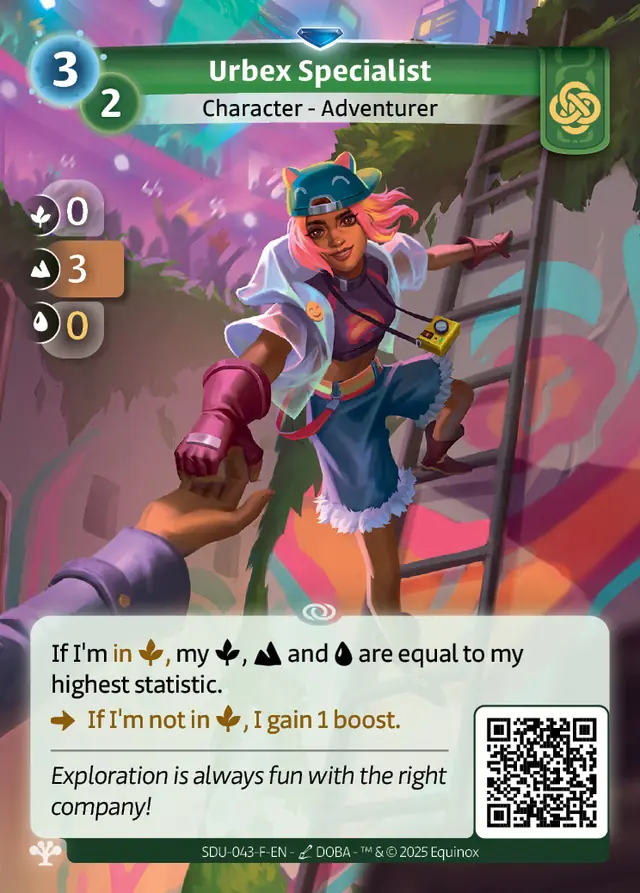 3
Urbex Specialist
2
Character - Adventurer
0
3
0
If I'm in , my , and are equal to my
highest statistic.
If I'm not in , I gain 1 boost.
Exploration is always fun with the right
company!
SDU-043-F-EN - DOBA - ™ & © 2025 Equinox